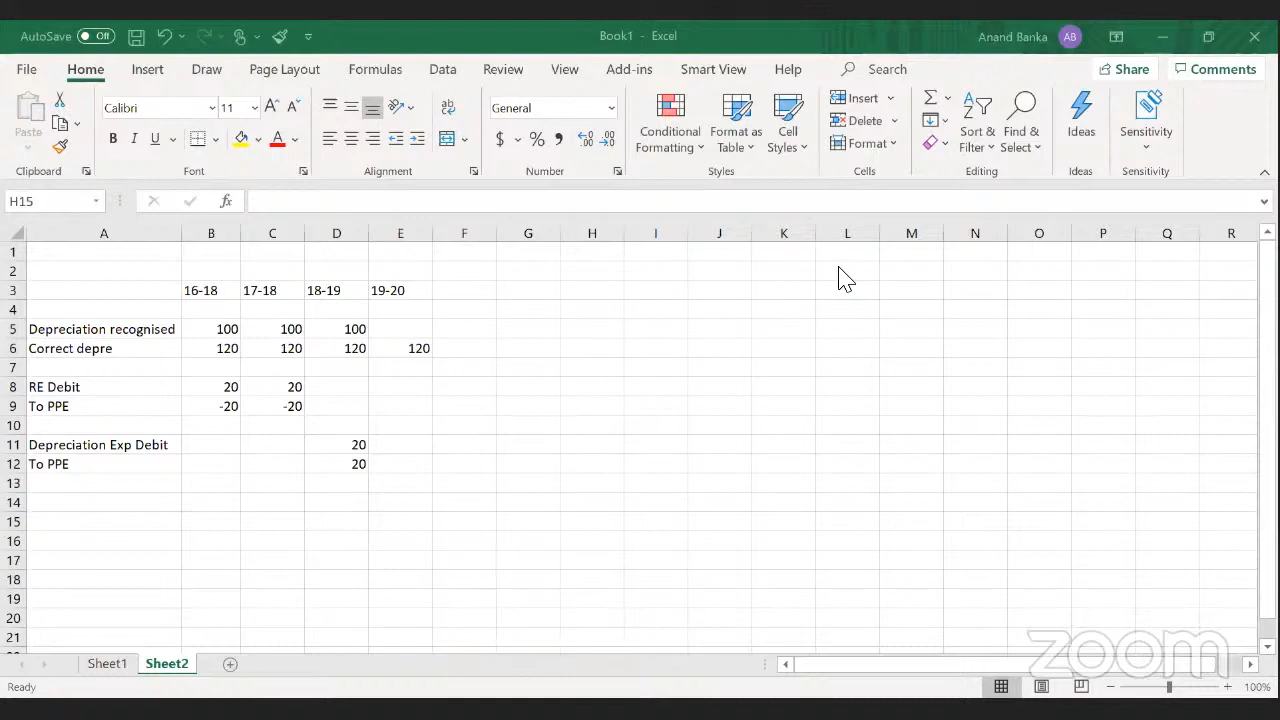 AutoSave Off Book1 - Excel Anand Banka AB
File Home Insert Draw Page Layout Formulas Data Review View Add-ins Smart View Help Search Share Comments
Paste Calibri 11 A A General Insert Delete Format Conditional Formatting Format as Table Cell Styles Sort & Filter Find & Select Ideas Sensitivity
B I U A $ % ,
Clipboard Font Alignment Number Styles Cells Editing Ideas Sensitivity
H15 fx
A B C D E F G H I J K L M N O P Q R
1
2
3 16-18 17-18 18-19 19-20
4
5 Depreciation recognised 100 100 100
6 Correct depre 120 120 120 120
7
8 RE Debit 20 20
9 To PPE -20 -20
10
11 Depreciation Exp Debit 20
12 To PPE 20
13
14
15
16
17
18
19
20
21
Sheet1 Sheet2
Ready 100%
zoom